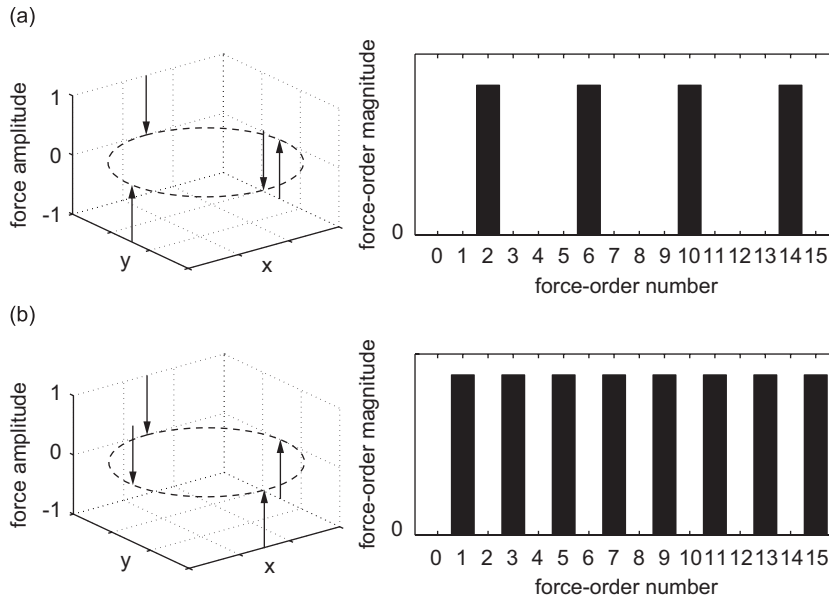 (a)
force amplitude
1
0
-1
y
x
force-order magnitude
0
0 1 2 3 4 5 6 7 8 9 10 11 12 13 14 15
force-order number
(b)
force amplitude
1
0
-1
y
x
force-order magnitude
0
0 1 2 3 4 5 6 7 8 9 10 11 12 13 14 15
force-order number